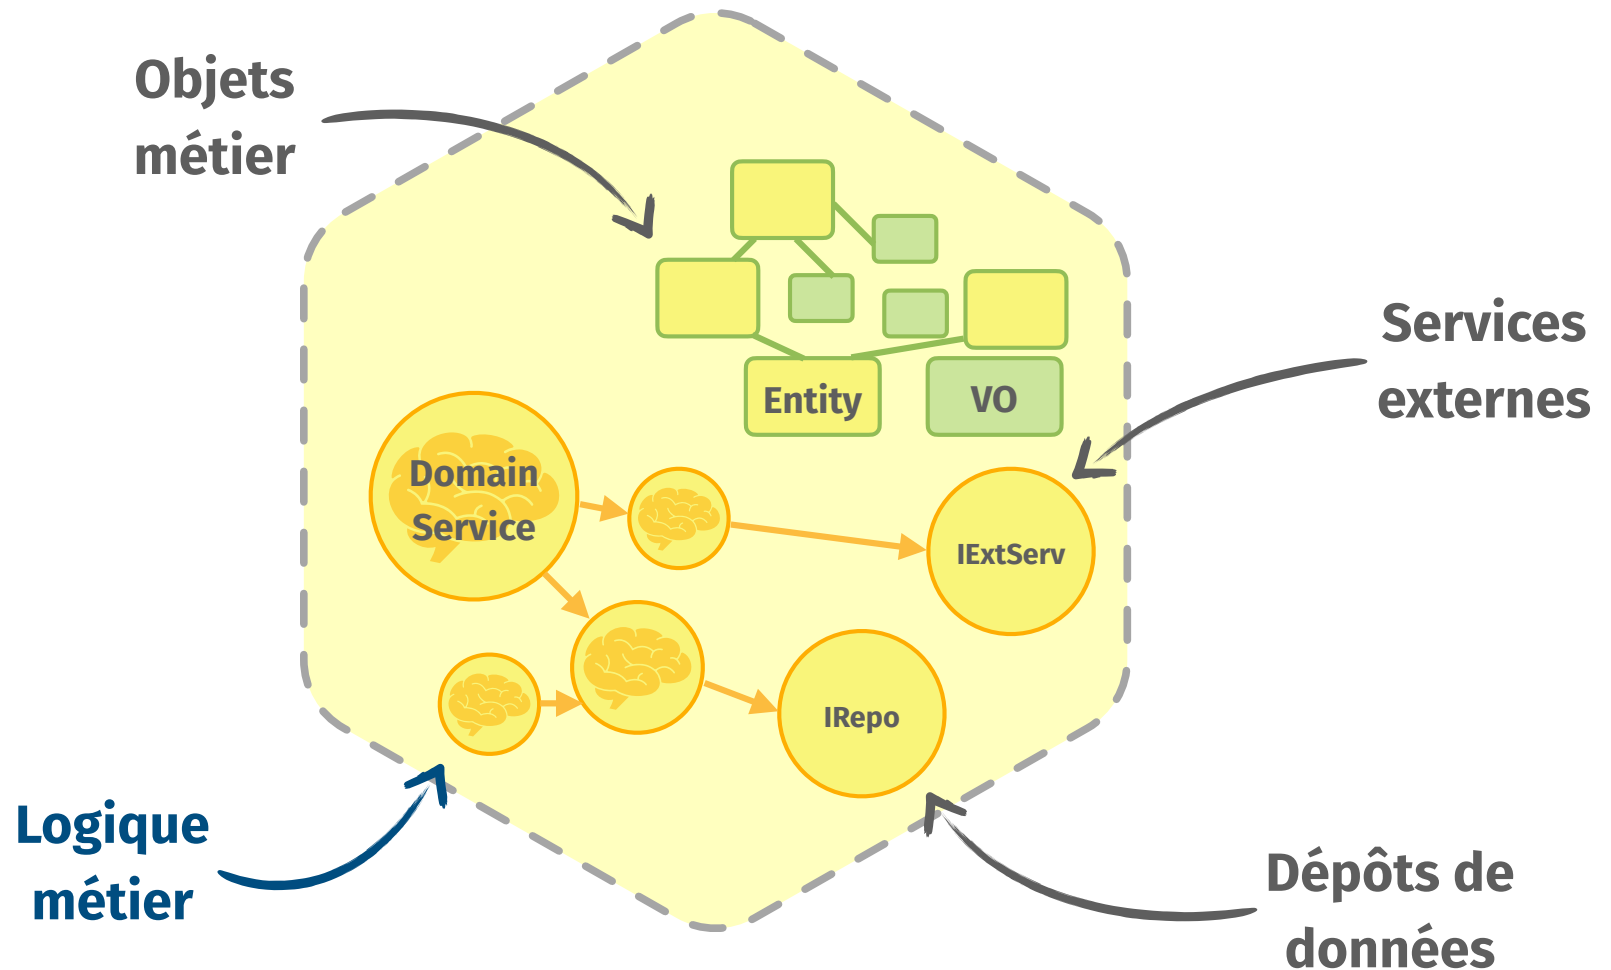 Objets
métier
Services
externes
Entity
VO
Domain
Service
IExtServ
IRepo
Logique
métier
Dépôts de
données